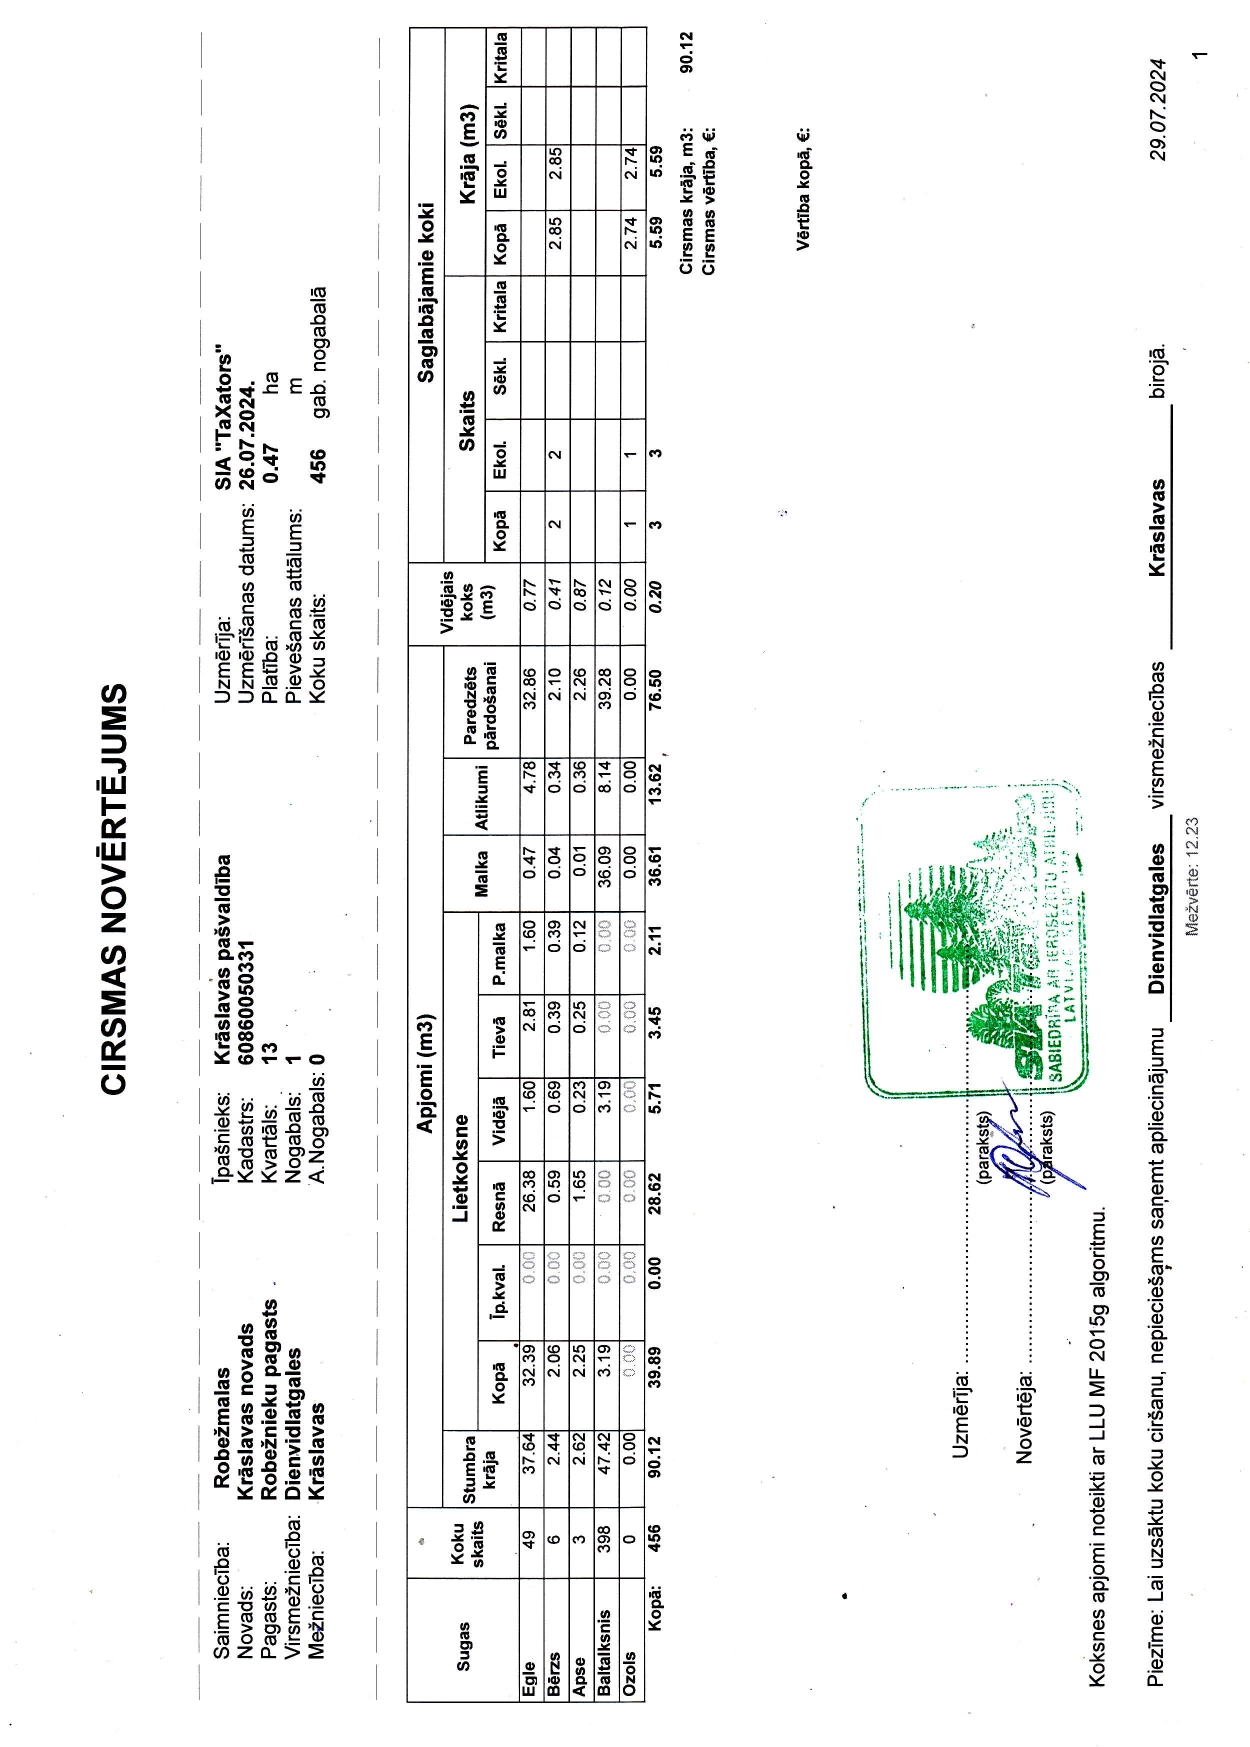 CIRSMAS NOVĒRTĒJUMS
Saimniecība: Robežmalas Īpašnieks: Krāslavas pašvaldība Uzmērīja: SIA "TaXators"
Novads: Krāslavas novads Kadastrs: 60860050331 Uzmērīšanas datums: 26.07.2024.
Pagasts: Robežnieku pagasts Kvartāls: 13 Platība: 0.47 ha
Virsmežniecība: Dienvidlatgales Nogabals: 1 Pievešanas attālums: m
Mežniecība: Krāslavas A.Nogabals: 0 Koku skaits: 456 gab. nogabalā
Sugas Koku skaits Apjomi (m3) Vidējais koks (m3) Saglabājamie koki
Stumbra krāja Lietkoksne Malka Atlikumi Paredzēts pārdošanai Skaits Krāja (m3)
Kopā Īp.kval. Resnā Vidējā Tievā P.malka Kopā Ekol. Sēkl. Kritala Kopā Ekol. Sēkl. Kritala
Egle 49 37.64 32.39 0.00 26.38 1.60 2.81 1.60 0.47 4.78 32.86 0.77
Bērzs 6 2.44 2.06 0.00 0.59 0.69 0.39 0.39 0.04 0.34 2.10 0.41 2 2 2.85 2.85
Apse 3 2.62 2.25 0.00 1.65 0.23 0.25 0.12 0.01 0.36 2.26 0.87
Baltalksnis 398 47.42 3.19 0.00 0.00 3.19 0.00 0.00 36.09 8.14 39.28 0.12
Ozols 0 0.00 0.00 0.00 0.00 0.00 0.00 0.00 0.00 0.00 0.00 0.00 1 1 2.74 2.74
Kopā: 456 90.12 39.89 0.00 28.62 5.71 3.45 2.11 36.61 13.62 76.50 0.20 3 3 5.59 5.59
Cirsmas krāja, m3: 90.12
Cirsmas vērtība, €:
Vērtība kopā, €:
Uzmērīja:
(paraksts)
Novērtēja:
(paraksts)
SIA
SABIEDRĪBA AR IEROBEŽOTU ATBILDĪBU
Koksnes apjomi noteikti ar LLU MF 2015g algoritmu.
Piezīme: Lai uzsāktu koku ciršanu, nepieciešams saņemt apliecinājumu Dienvidlatgales virsmežniecības Krāslavas birojā. 29.07.2024
Mežvērte: 12.23
1